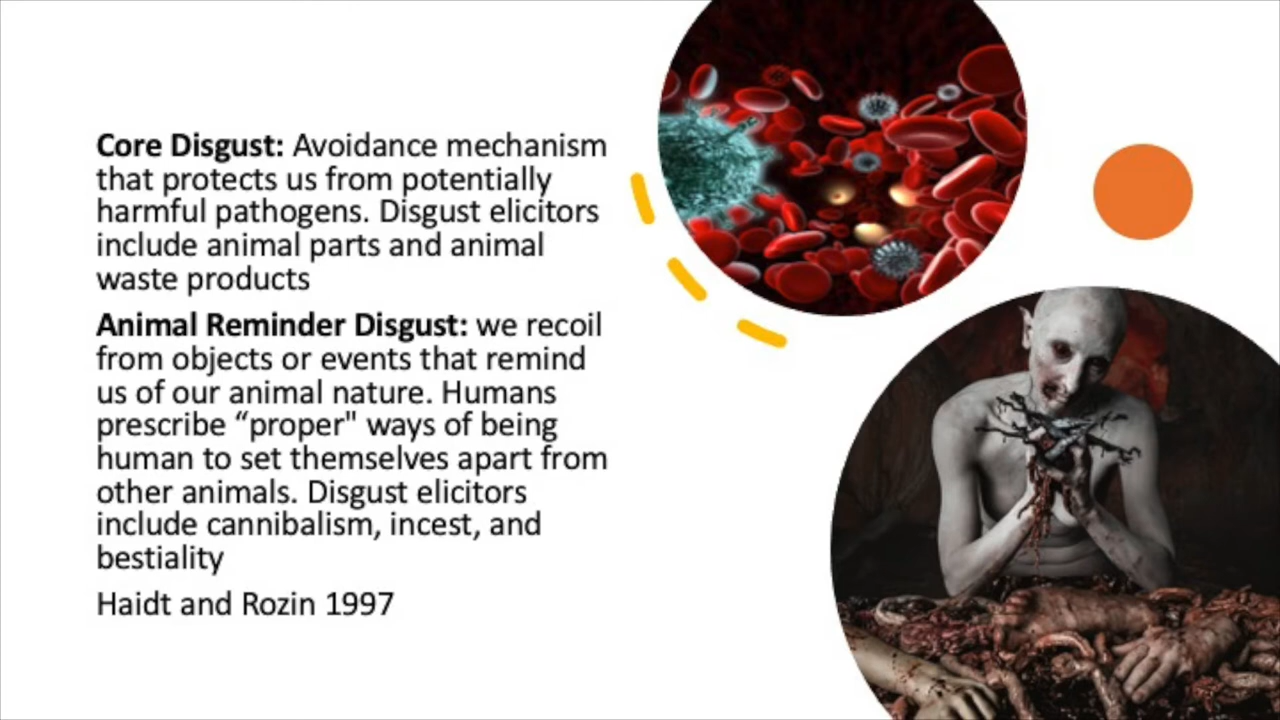 Core Disgust: Avoidance mechanism
that protects us from potentially
harmful pathogens. Disgust elicitors
include animal parts and animal
waste products
Animal Reminder Disgust: we recoil
from objects or events that remind
us of our animal nature. Humans
prescribe “proper" ways of being
human to set themselves apart from
other animals. Disgust elicitors
include cannibalism, incest, and
bestiality
Haidt and Rozin 1997